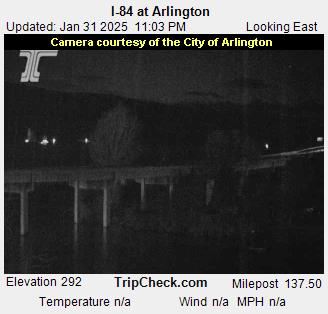 I-84 at Arlington
Updated: Jan 31 2025 11:03 PM Looking East
Camera courtesy of the City of Arlington
Elevation 292 TripCheck.com Milepost 137.50
Temperature n/a Wind n/a MPH n/a